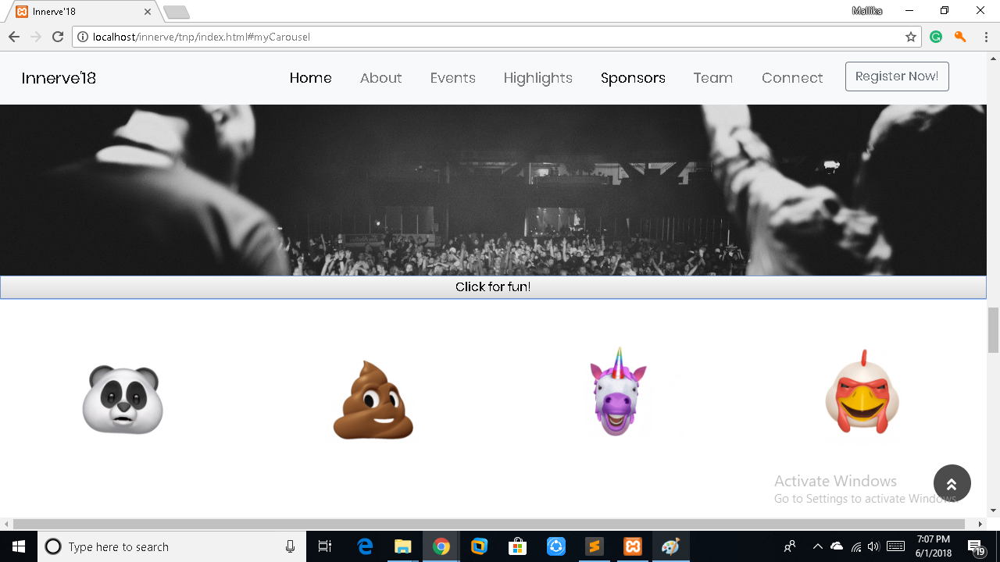 Innerve'18
Mallika
localhost/innerve/tnp/index.html#myCarousel
Innerve'18 Home About Events Highlights Sponsors Team Connect Register Now!
Click for fun!
Activate Windows
Go to Settings to activate Windows.
Type here to search
7:07 PM
6/1/2018
19